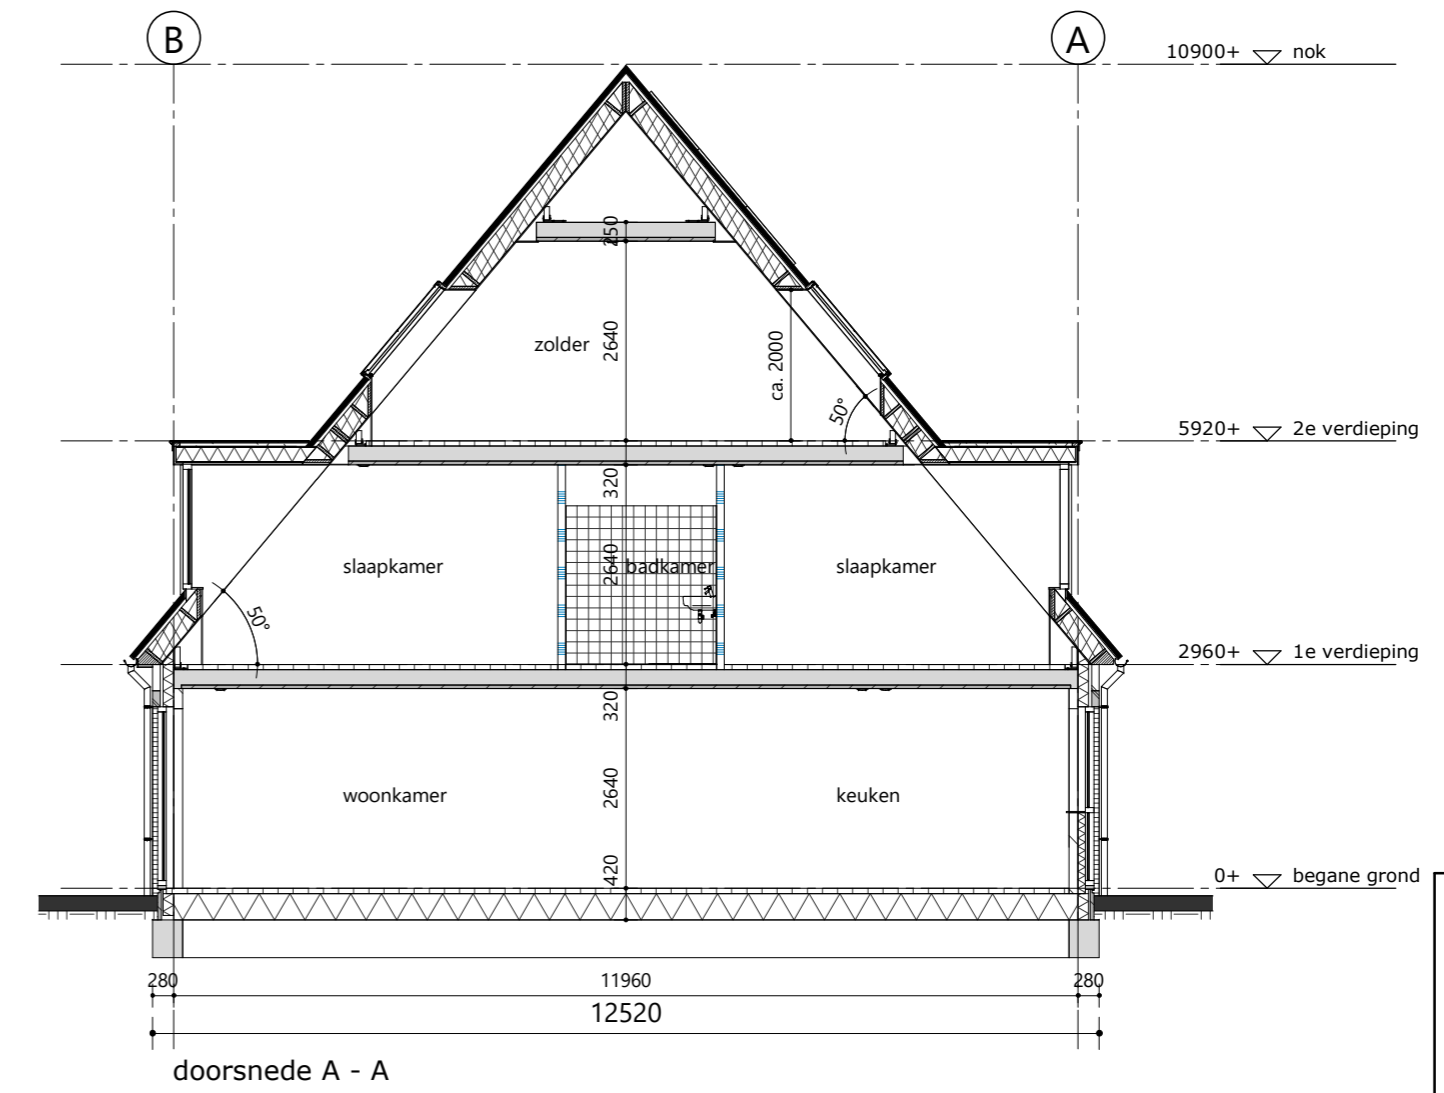 B
A
10900+ nok
250
zolder
2640
ca. 2000
50°
5920+ 2e verdieping
320
slaapkamer
2640
badkamer
slaapkamer
50°
2960+ 1e verdieping
320
woonkamer
2640
keuken
420
0+ begane grond
280
11960
280
12520
doorsnede A - A